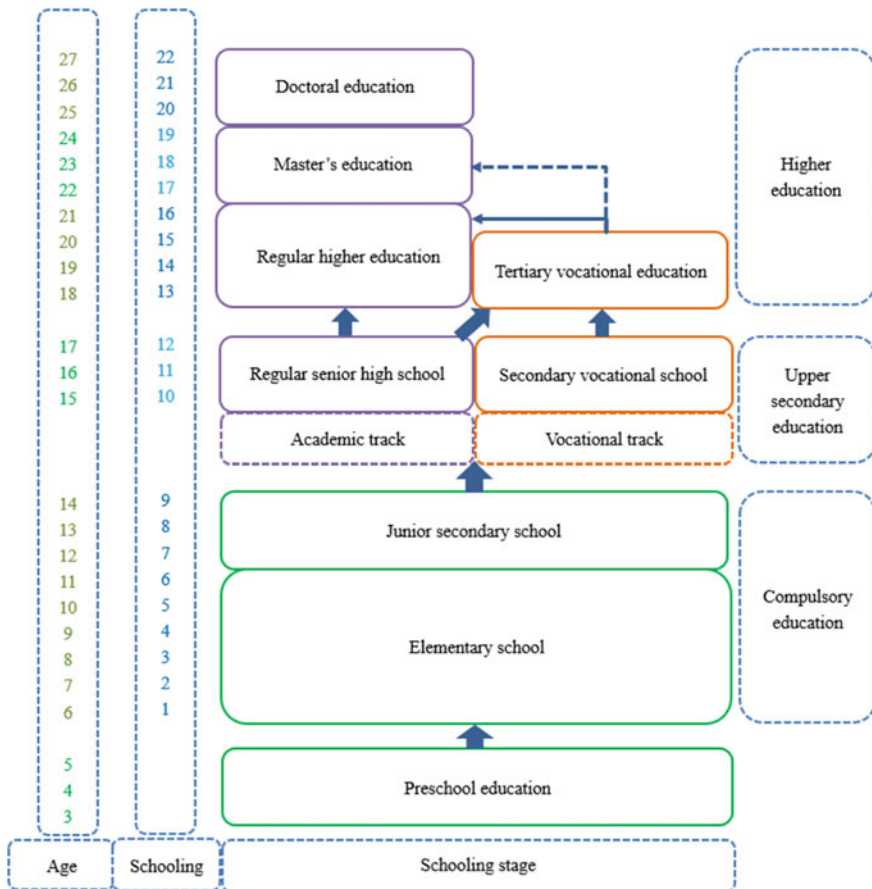 27 22
26 21 Doctoral education
25 20
24 19
23 18 Master's education Higher
22 17 education
21 16
20 15 Regular higher education
19 14 Tertiary vocational education
18 13
17 12
16 11 Regular senior high school Secondary vocational school Upper
15 10 secondary
Academic track Vocational track education
14 9
13 8 Junior secondary school
12 7
11 6
10 5 Compulsory
9 4 education
8 3 Elementary school
7 2
6 1
5
4 Preschool education
3
Age Schooling Schooling stage